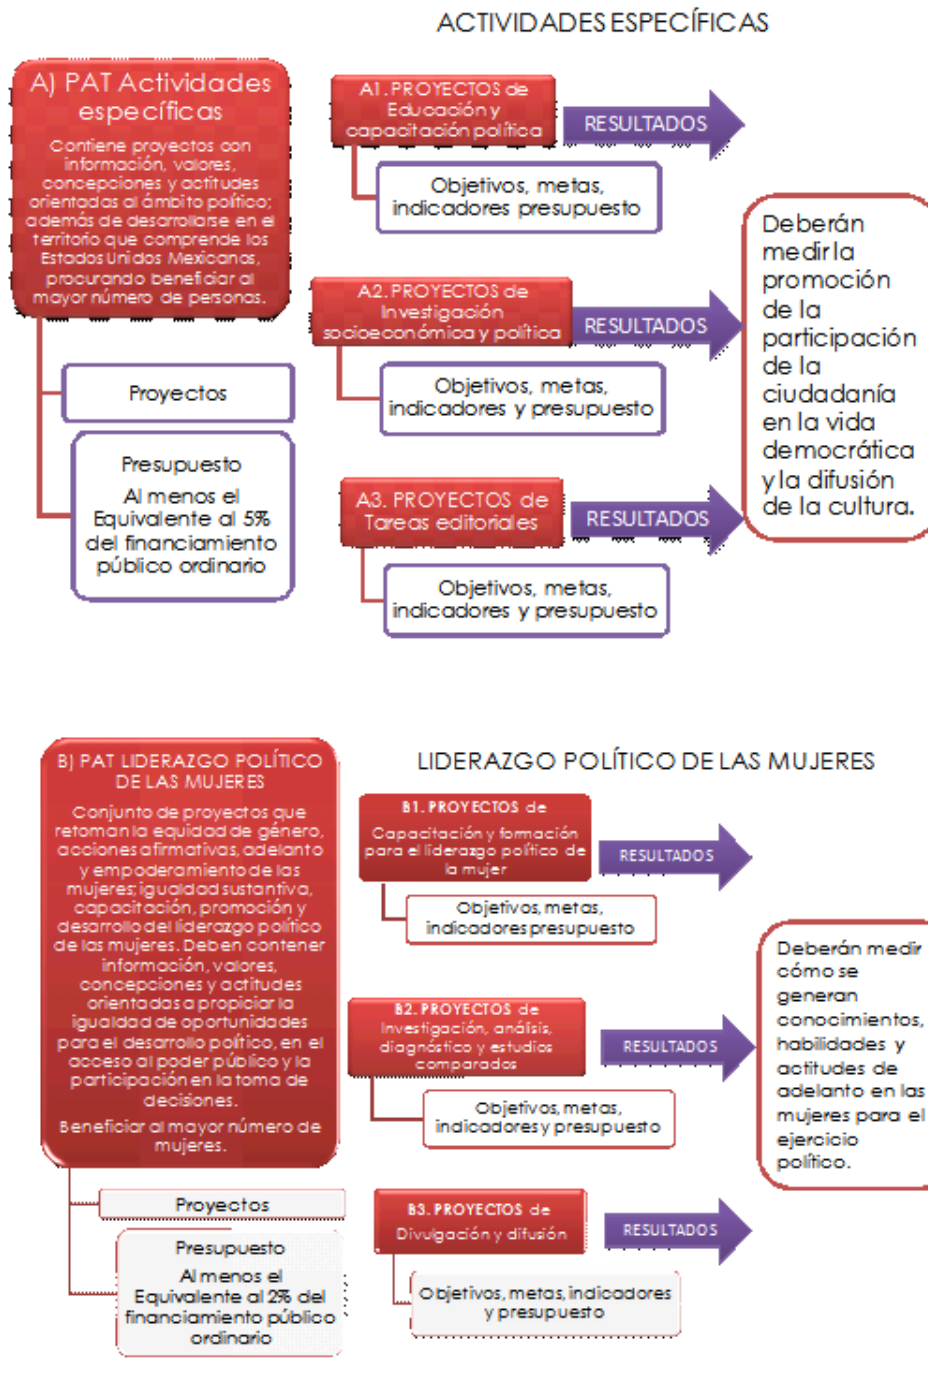 ACTIVIDADES ESPECÍFICAS
A) PAT Actividades
específicas
Contiene proyectos con
información, valores,
concepciones y actitudes
orientadas al ámbito político;
además de desarrollarse en el
territorio que comprende los
Estados Unidos Mexicanos,
procurando beneficiar al
mayor número de personas.
Proyectos
Presupuesto
Al menos el
Equivalente al 5%
del financiamiento
público ordinario
A1. PROYECTOS de
Educación y
capacitación política
RESULTADOS
Objetivos, metas,
indicadores presupuesto
A2. PROYECTOS de
Investigación
socioeconómica y política
RESULTADOS
Objetivos, metas,
indicadores y presupuesto
A3. PROYECTOS de
Tareas editoriales
RESULTADOS
Objetivos, metas,
indicadores y presupuesto
Deberán
medir la
promoción
de la
participación
de la
ciudadanía
en la vida
democrática
y la difusión
de la cultura.
LIDERAZGO POLÍTICO DE LAS MUJERES
B) PAT LIDERAZGO POLÍTICO
DE LAS MUJERES
Conjunto de proyectos que
retoman la equidad de género,
acciones afirmativas, adelanto
y empoderamiento de las
mujeres; igualdad sustantiva,
capacitación, promoción y
desarrollo del liderazgo político
de las mujeres. Deben contener
información, valores,
concepciones y actitudes
orientadas a propiciar la
igualdad de oportunidades
para el desarrollo político, en el
acceso al poder público y la
participación en la toma de
decisiones.
Beneficiar al mayor número de
mujeres.
Proyectos
Presupuesto
Al menos el
Equivalente al 2% del
financiamiento público
ordinario
B1. PROYECTOS de
Capacitación y formación
para el liderazgo político de
la mujer
RESULTADOS
Objetivos, metas,
indicadores presupuesto
B2. PROYECTOS de
Investigación, análisis,
diagnóstico y estudios
comparados
RESULTADOS
Objetivos, metas,
indicadores y presupuesto
B3. PROYECTOS de
Divulgación y difusión
RESULTADOS
Objetivos, metas, indicadores
y presupuesto
Deberán medir
cómo se
generan
conocimientos,
habilidades y
actitudes de
adelanto en las
mujeres para el
ejercicio
político.